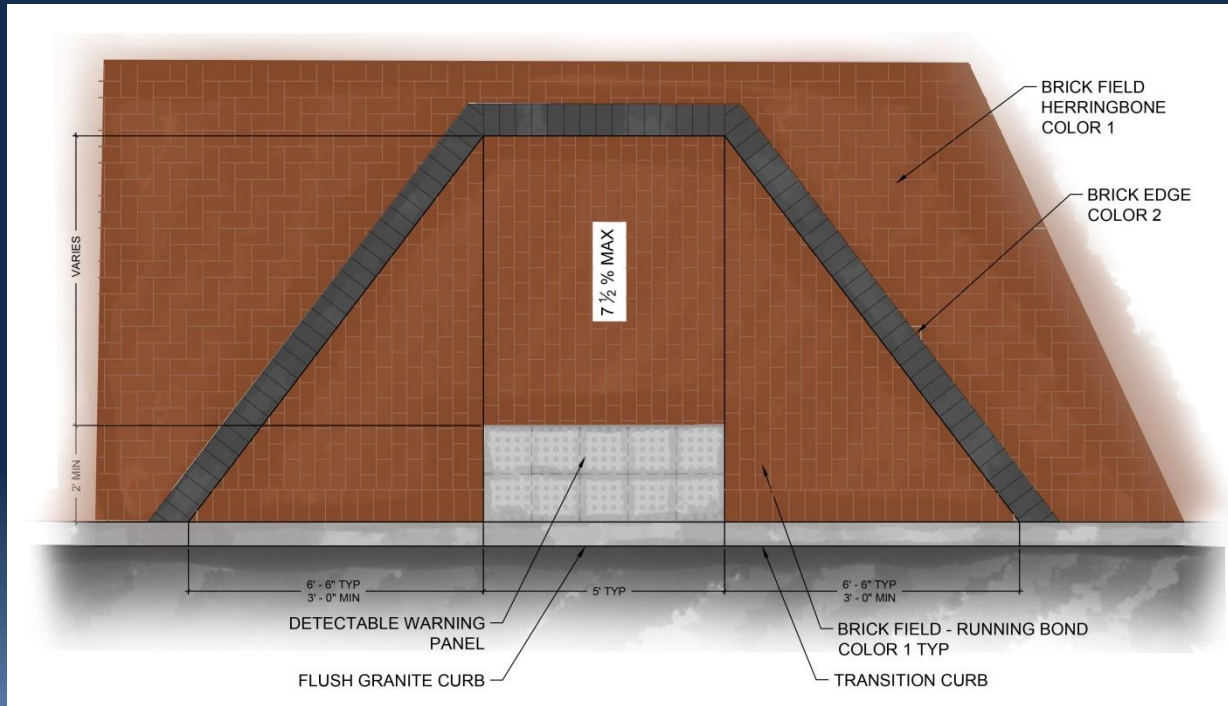 BRICK FIELD
HERRINGBONE
COLOR 1
BRICK EDGE
COLOR 2
VARIES
7 ½ % MAX
2' MIN
6' - 6" TYP
3' - 0" MIN
5' TYP
6' - 6" TYP
3' - 0" MIN
DETECTABLE WARNING
PANEL
BRICK FIELD - RUNNING BOND
COLOR 1 TYP
FLUSH GRANITE CURB
TRANSITION CURB